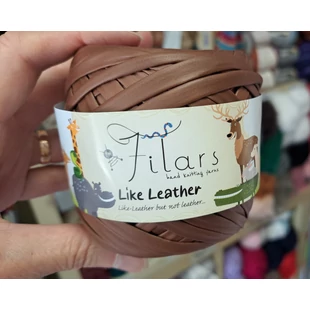 Filars
hand knitting yarns
Like Leather
Like-Leather but not leather..